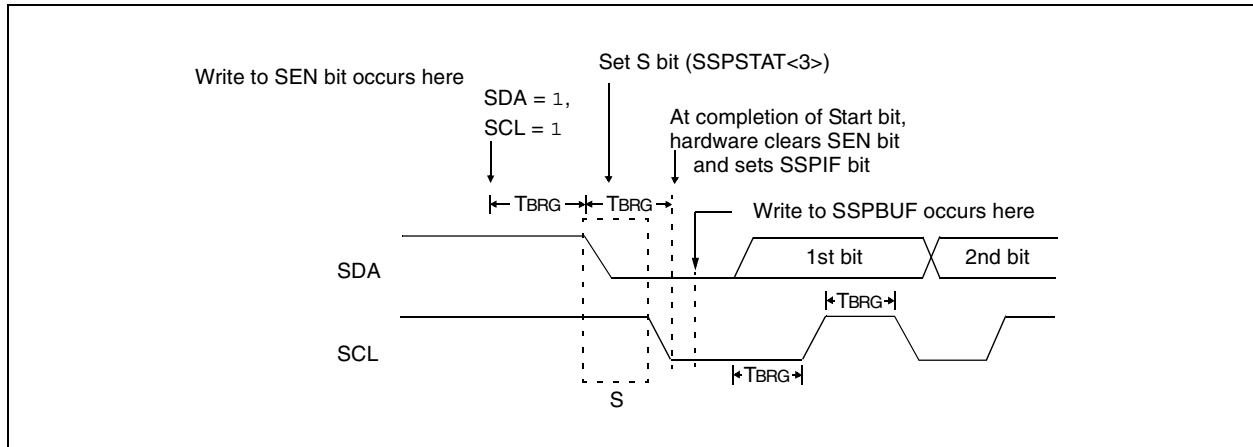 Set S bit (SSPSTAT<3>)
Write to SEN bit occurs here
SDA = 1,
SCL = 1
At completion of Start bit,
hardware clears SEN bit
and sets SSPIF bit
TBRG
TBRG
Write to SSPBUF occurs here
SDA
1st bit
2nd bit
TBRG
SCL
TBRG
S